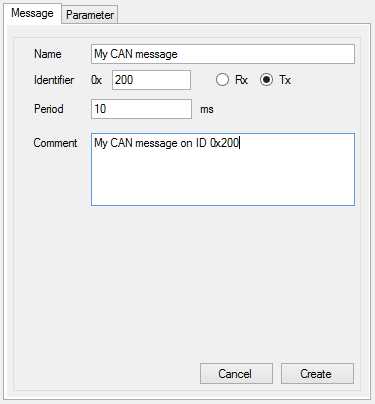 Message Parameter
Name My CAN message
Identifier 0x 200 Rx Tx
Period 10 ms
Comment My CAN message on ID 0x200
Cancel Create